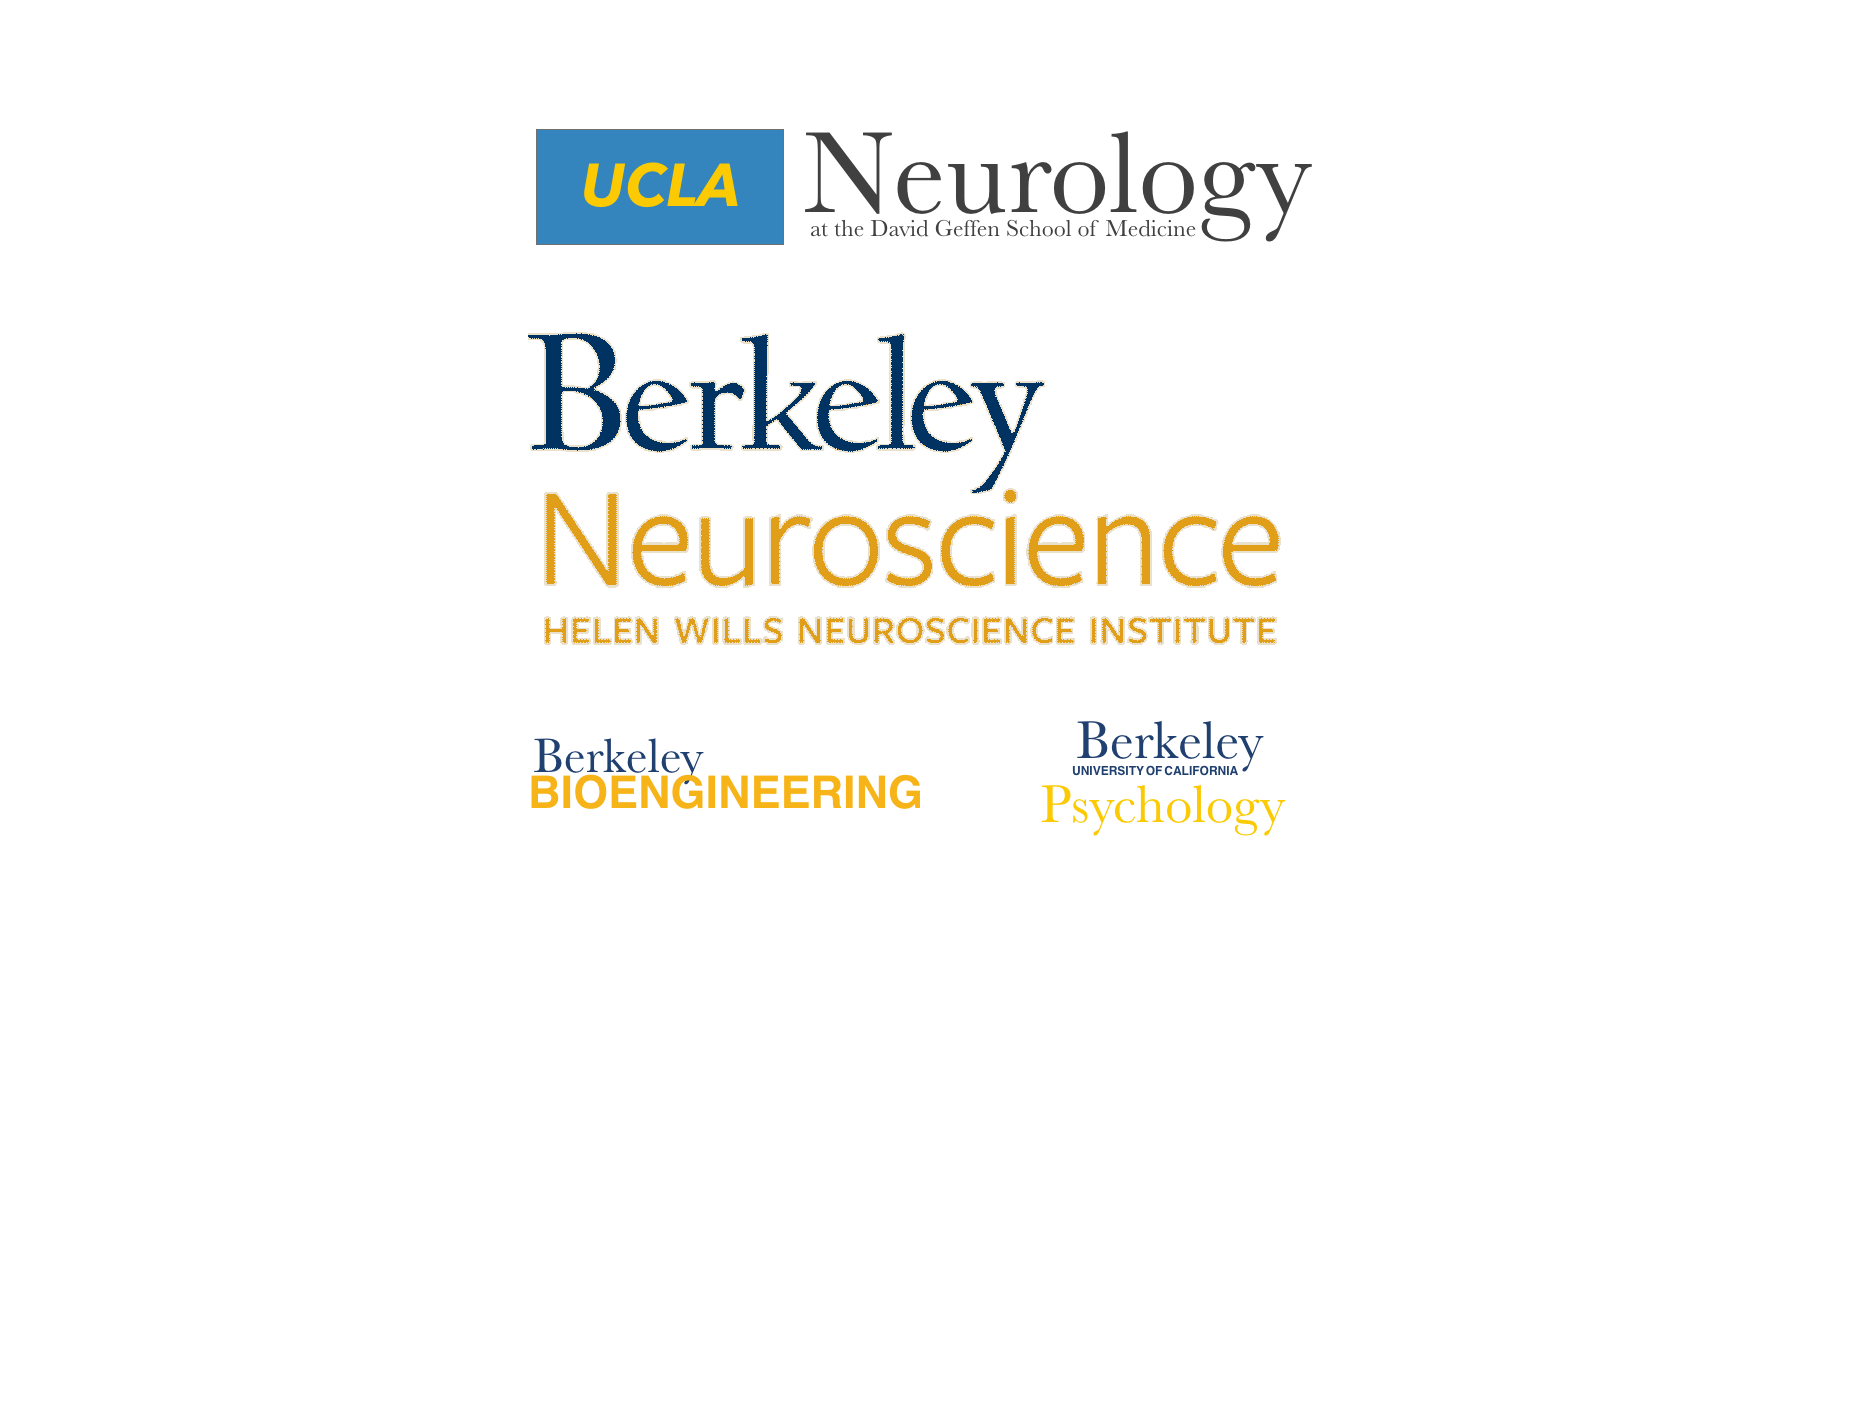 UCLA Neurology
at the David Geffen School of Medicine
Berkeley
Neuroscience
HELEN WILLS NEUROSCIENCE INSTITUTE
Berkeley
BIOENGINEERING
Berkeley
UNIVERSITY OF CALIFORNIA
Psychology